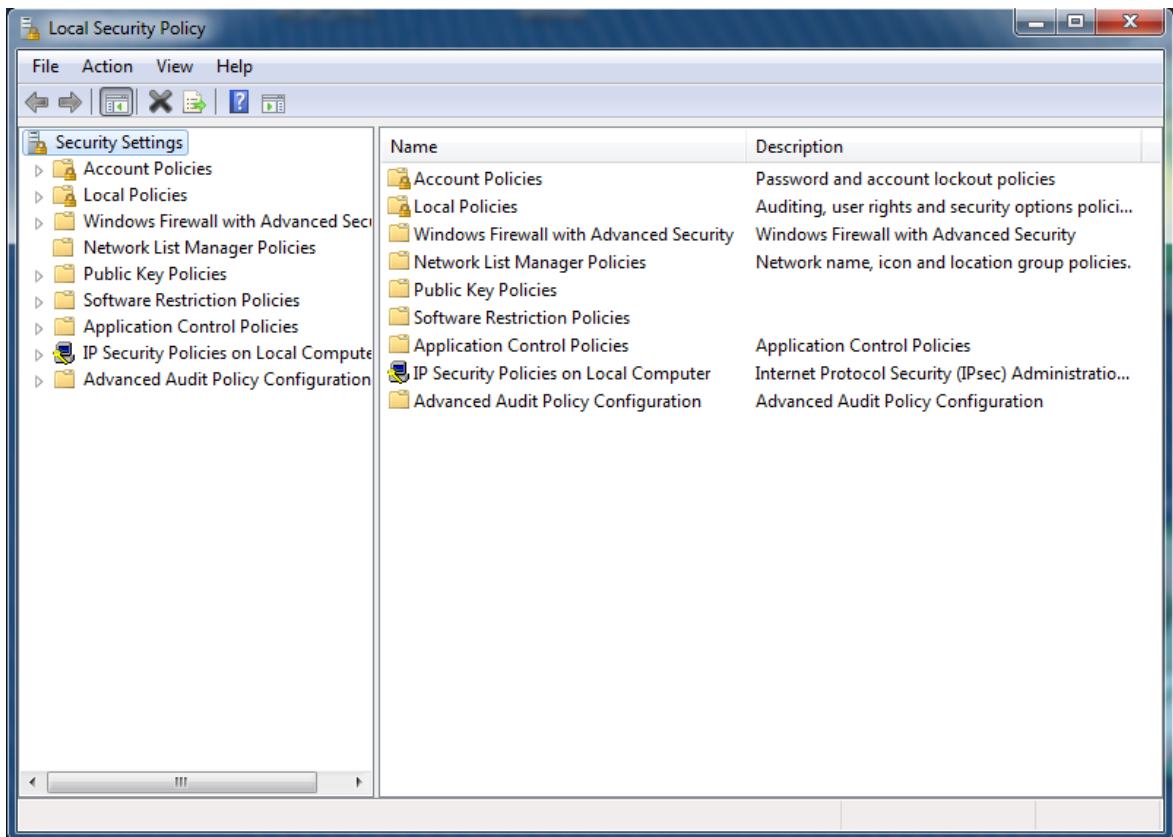 Local Security Policy
File Action View Help
Security Settings
Account Policies
Local Policies
Windows Firewall with Advanced Secu
Network List Manager Policies
Public Key Policies
Software Restriction Policies
Application Control Policies
IP Security Policies on Local Compute
Advanced Audit Policy Configuration
Name Description
Account Policies Password and account lockout policies
Local Policies Auditing, user rights and security options polici...
Windows Firewall with Advanced Security Windows Firewall with Advanced Security
Network List Manager Policies Network name, icon and location group policies.
Public Key Policies
Software Restriction Policies
Application Control Policies Application Control Policies
IP Security Policies on Local Computer Internet Protocol Security (IPsec) Administratio...
Advanced Audit Policy Configuration Advanced Audit Policy Configuration